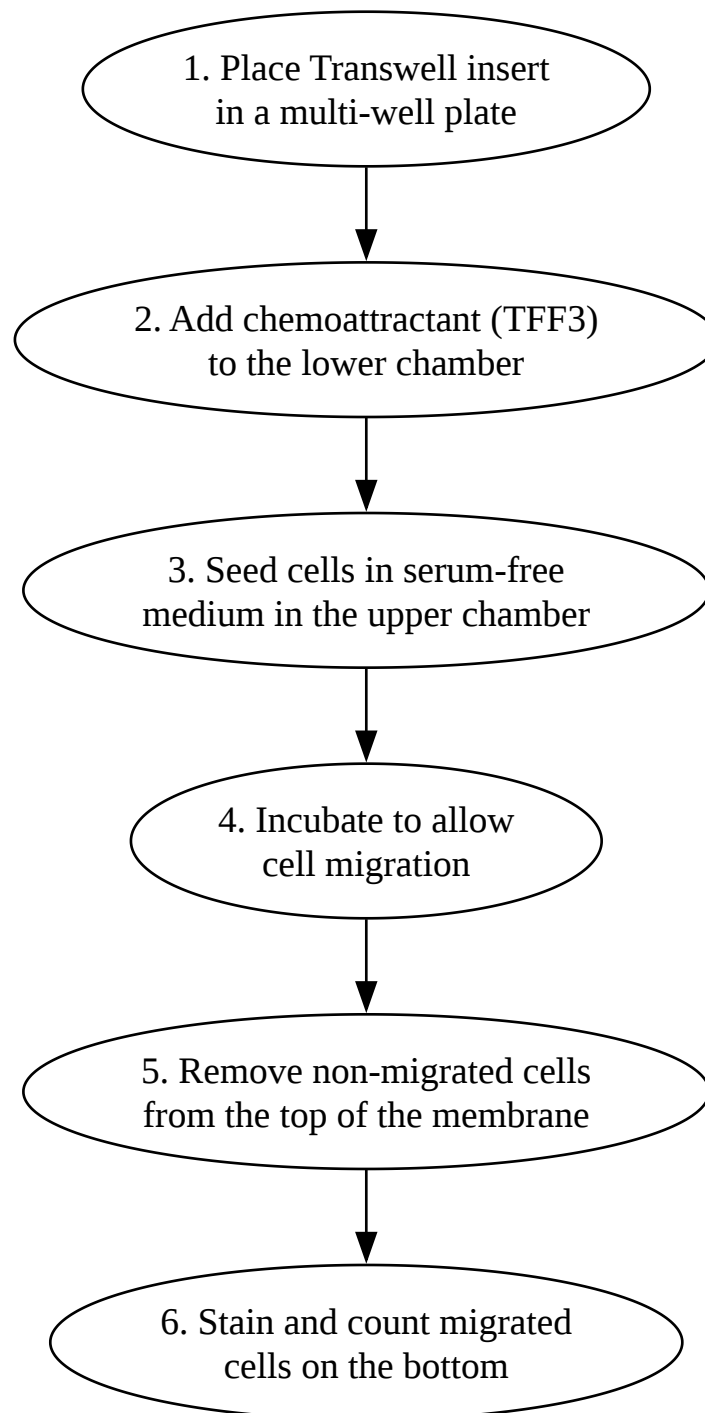 1. Place Transwell insert
in a multi-well plate
2. Add chemoattractant (TFF3)
to the lower chamber
3. Seed cells in serum-free
medium in the upper chamber
4. Incubate to allow
cell migration
5. Remove non-migrated cells
from the top of the membrane
6. Stain and count migrated
cells on the bottom